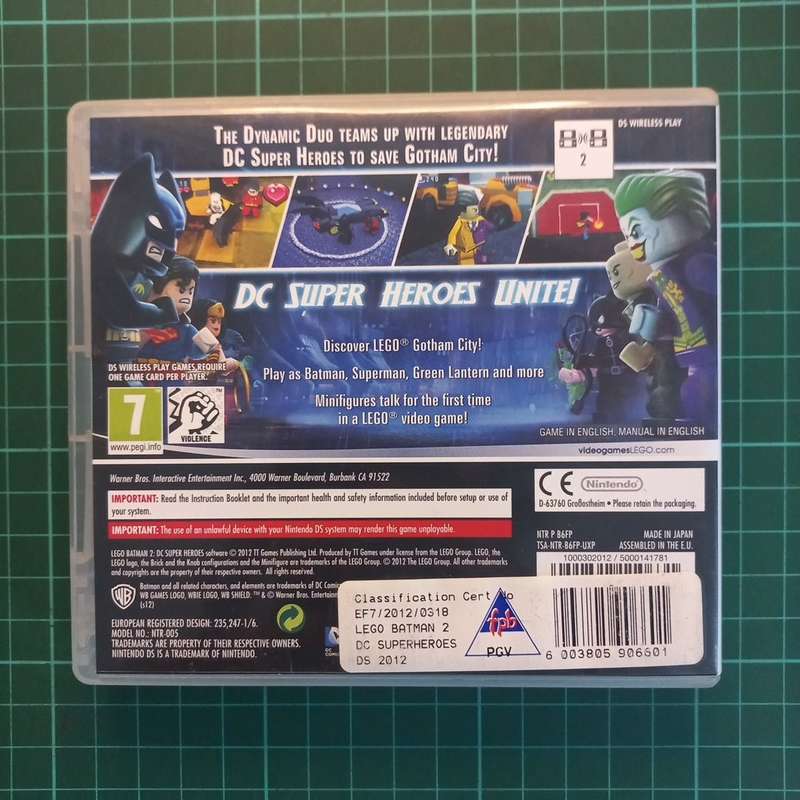 THE DYNAMIC DUO TEAMS UP WITH LEGENDARY
DC SUPER HEROES TO SAVE GOTHAM CITY!
DS WIRELESS PLAY
2
DC SUPER HEROES UNITE!
Discover LEGO® Gotham City!
Play as Batman, Superman, Green Lantern and more
Minifigures talk for the first time
in a LEGO® video game!
DS WIRELESS PLAY GAMES REQUIRE
ONE GAME CARD PER PLAYER.
7
www.pegi.info
VIOLENCE
GAME IN ENGLISH, MANUAL IN ENGLISH
videogamesLEGO.com
Warner Bros. Interactive Entertainment Inc., 4000 Warner Boulevard, Burbank CA 91522
IMPORTANT: Read the Instruction Booklet and the important health and safety information included before setup or use of
your system.
IMPORTANT: The use of an unlawful device with your Nintendo DS system may render this game unplayable.
CE
Nintendo®
D-63760 Großostheim • Please retain the packaging.
LEGO BATMAN 2: DC SUPER HEROES software © 2012 TT Games Publishing Ltd. Produced by TT Games under license from the LEGO Group. LEGO, the
LEGO logo, the Brick and the Knob configurations and the Minifigure are trademarks of the LEGO Group. © 2012 The LEGO Group. All other trademarks
and copyrights are the property of their respective owners. All rights reserved.
NTR P B6FP
TSA-NTR-B6FP-UXP
MADE IN JAPAN
ASSEMBLED IN THE E.U.
1000302012 / 5000141781
WB
Batman and all related characters, and elements are trademarks of DC Comic
WB GAMES LOGO, WBIE LOGO, WB SHIELD: ™ & © Warner Bros. Entertainment
(s12)
EUROPEAN REGISTERED DESIGN: 235,247-1/6.
MODEL NO.: NTR-005
TRADEMARKS ARE PROPERTY OF THEIR RESPECTIVE OWNERS.
NINTENDO DS IS A TRADEMARK OF NINTENDO.
Classification Cert No
EF7/2012/0318
LEGO BATMAN 2
DC SUPERHEROES
DS 2012
fpb
PGV
6 003805 906601